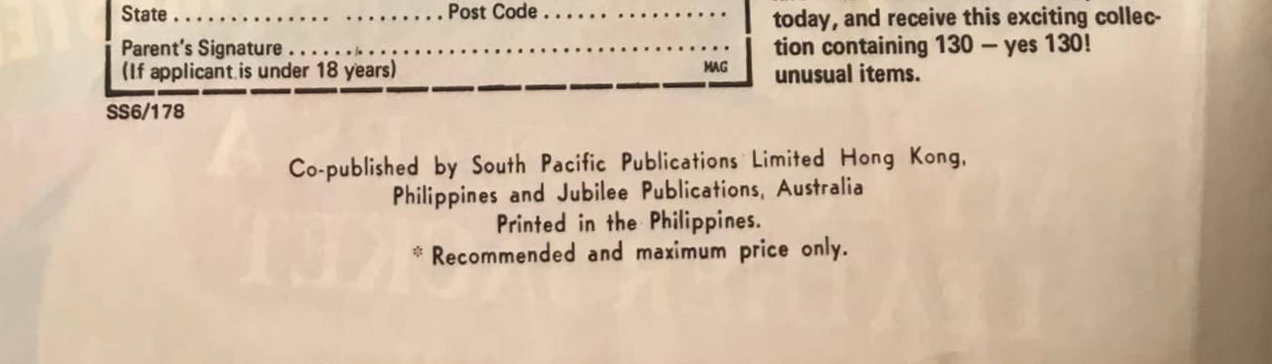 State .............. ......... Post Code ...... ..............
Parent's Signature ..........................................
(If applicant is under 18 years)
MAG
SS6/178
today, and receive this exciting collec-
tion containing 130 — yes 130!
unusual items.
Co-published by South Pacific Publications Limited Hong Kong,
Philippines and Jubilee Publications, Australia
Printed in the Philippines.
* Recommended and maximum price only.